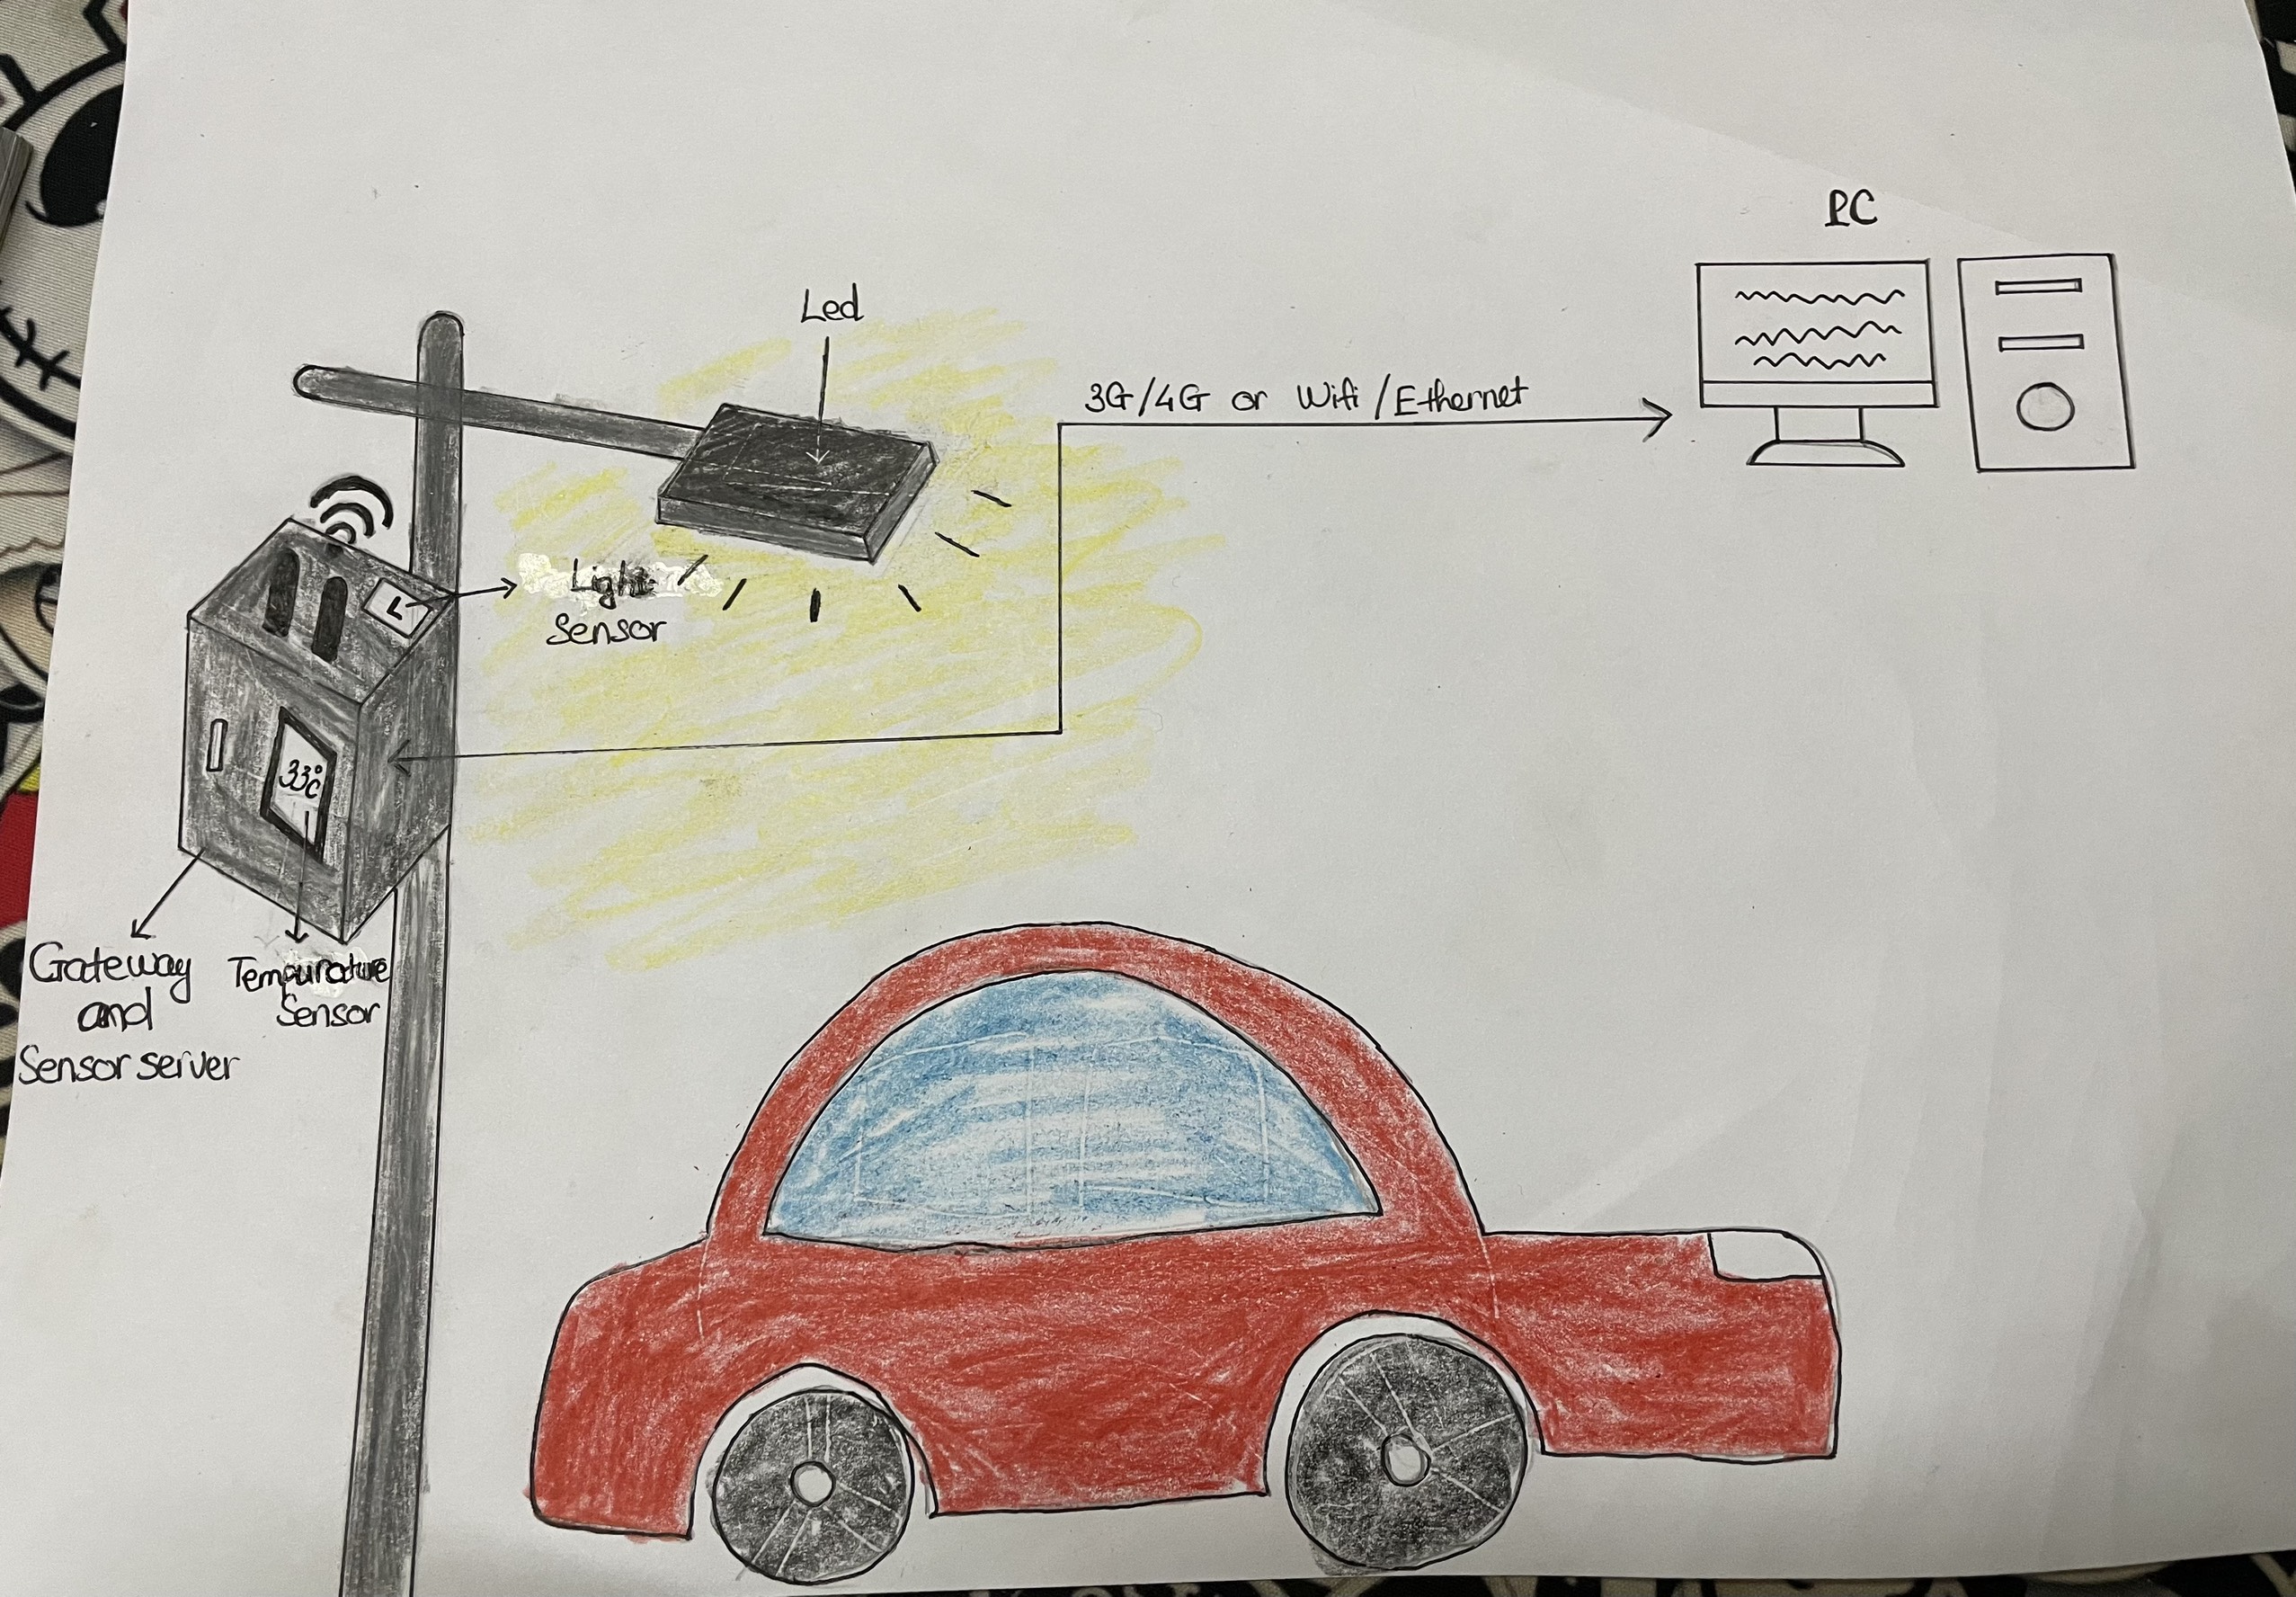 PC
Led
3G/4G or Wifi/Ethernet
Light
Sensor
L
33°C
Gateway
and
Sensor server
Tempurature
Sensor